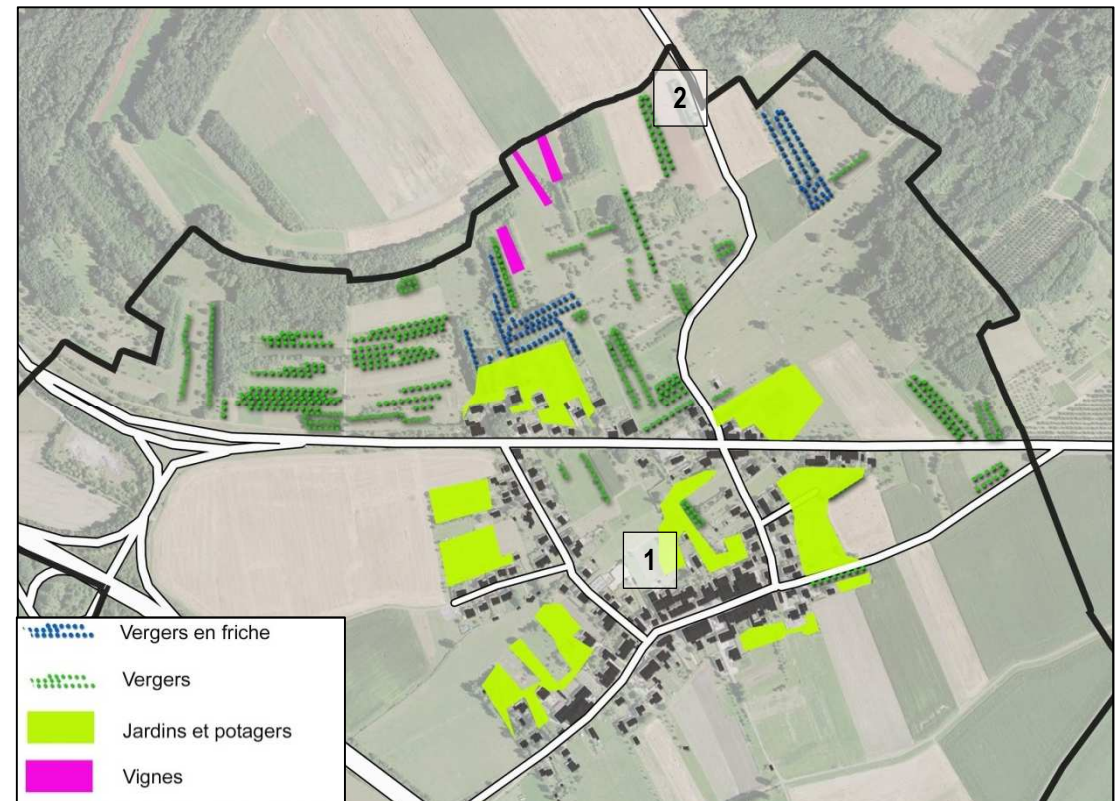 2
1
Vergers en friche
Vergers
Jardins et potagers
Vignes